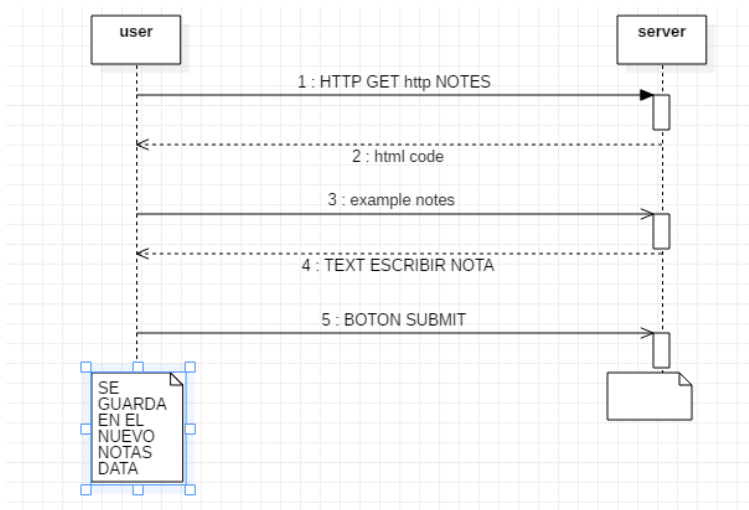 user
server
1 : HTTP GET http NOTES
2 : html code
3 : example notes
4 : TEXT ESCRIBIR NOTA
5 : BOTON SUBMIT
SE
GUARDA
EN EL
NUEVO
NOTAS
DATA